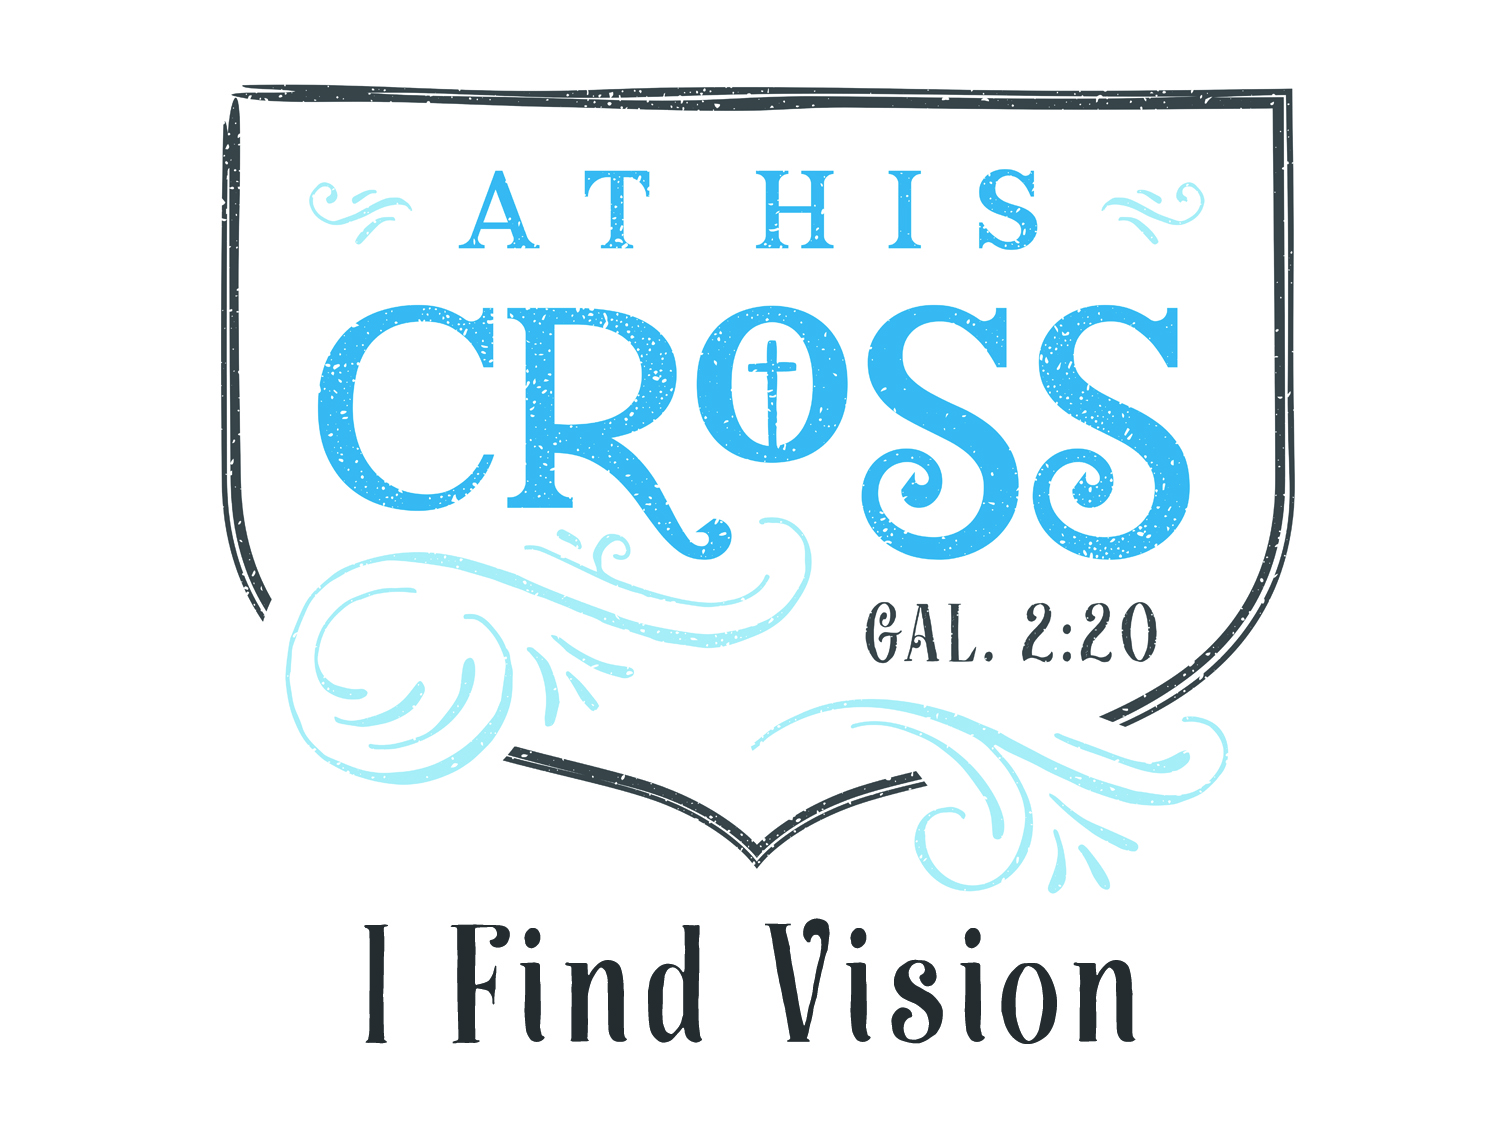 AT HIS
CROSS
GAL. 2:20
I Find Vision